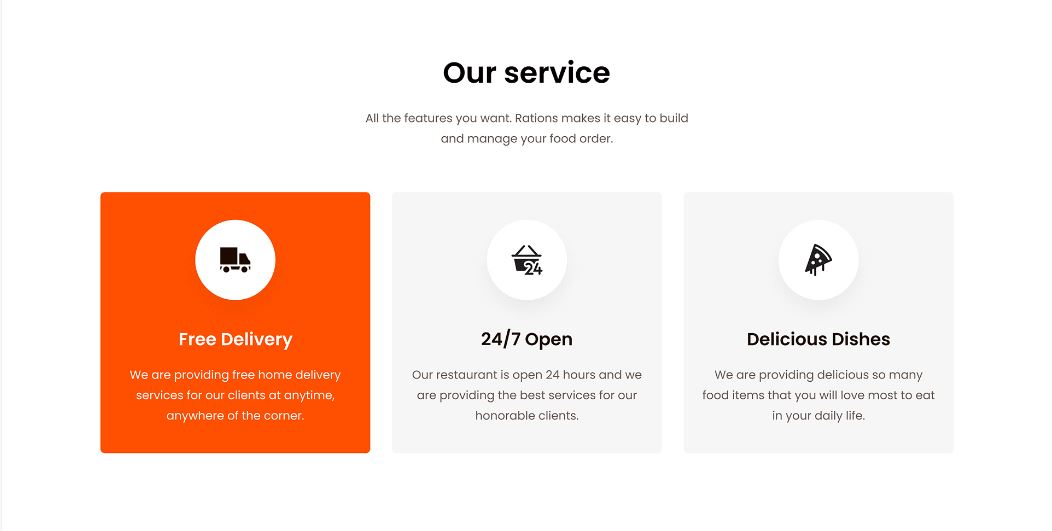 Our service
All the features you want. Rations makes it easy to build
and manage your food order.
Free Delivery
We are providing free home delivery
services for our clients at anytime,
anywhere of the corner.
24
24/7 Open
Our restaurant is open 24 hours and we
are providing the best services for our
honorable clients.
Delicious Dishes
We are providing delicious so many
food items that you will love most to eat
in your daily life.